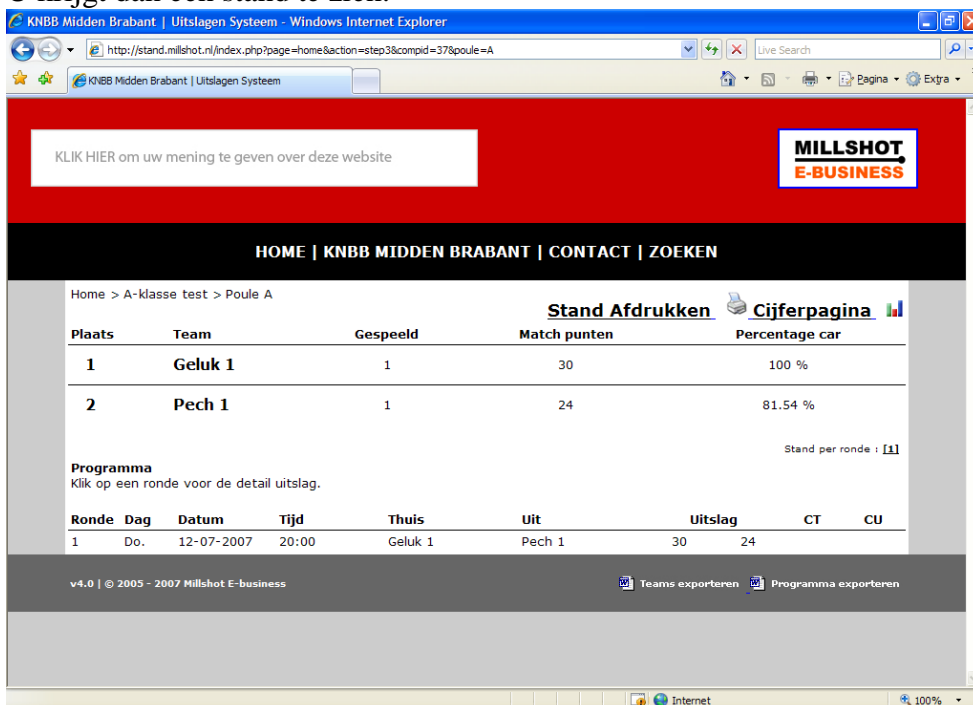 KNBB Midden Brabant | Uitslagen Systeem - Windows Internet Explorer
http://stand.millshot.nl/index.php?page=home&action=step3&compid=37&poule=A
Live Search
KNBB Midden Brabant | Uitslagen Systeem
Pagina
Extra
KLIK HIER om uw mening te geven over deze website
MILLSHOT
E-BUSINESS
HOME | KNBB MIDDEN BRABANT | CONTACT | ZOEKEN
Home > A-klasse test > Poule A
Stand Afdrukken Cijferpagina
Plaats Team Gespeeld Match punten Percentage car
1 Geluk 1 1 30 100 %
2 Pech 1 1 24 81.54 %
Stand per ronde : [1]
Programma
Klik op een ronde voor de detail uitslag.
Ronde Dag Datum Tijd Thuis Uit Uitslag CT CU
1 Do. 12-07-2007 20:00 Geluk 1 Pech 1 30 24
v4.0 | © 2005 - 2007 Millshot E-business Teams exporteren Programma exporteren
Internet 100%